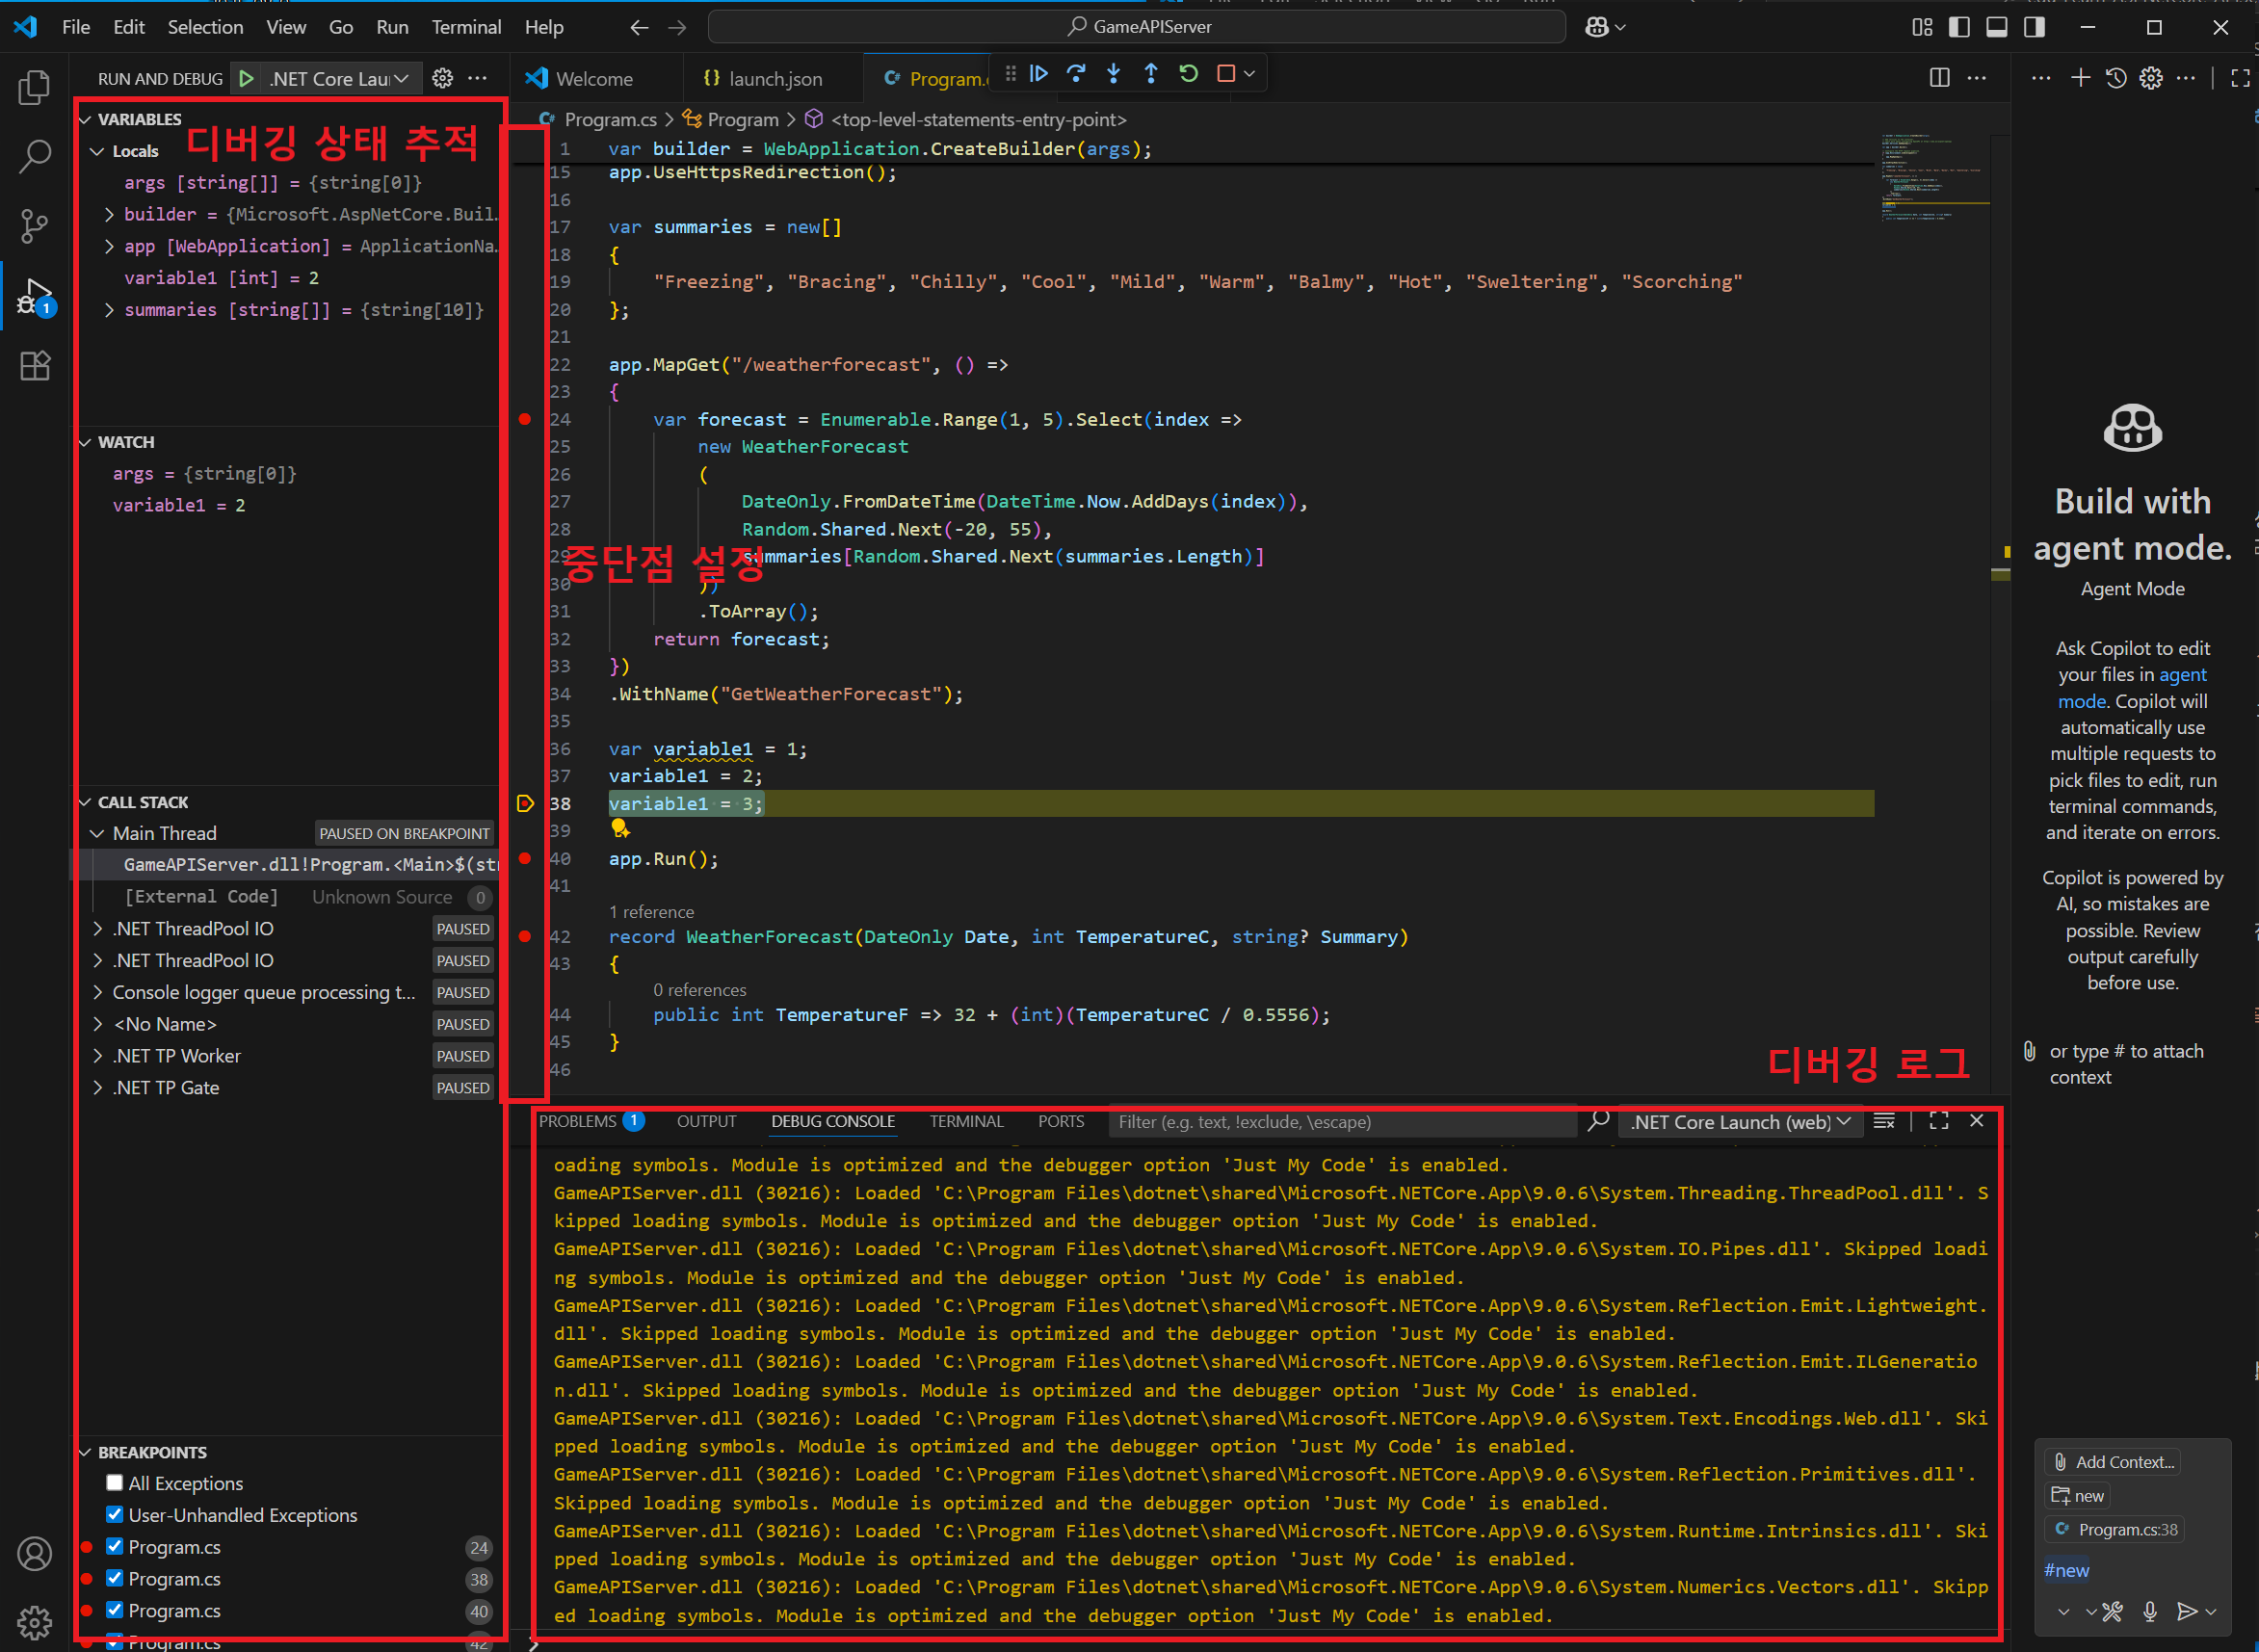 File Edit Selection View Go Run Terminal Help
GameAPIServer
RUN AND DEBUG
.NET Core Lau
Welcome
launch.json
Program.
VARIABLES
디버깅 상태 추적
Locals
args [string[]] = {string[0]}
builder = {Microsoft.AspNetCore.Buil…
app [WebApplication] = ApplicationNa…
variable1 [int] = 2
summaries [string[]] = {string[10]}
1
WATCH
args = {string[0]}
variable1 = 2
CALL STACK
Main Thread PAUSED ON BREAKPOINT
GameAPIServer.dll!Program.<Main>$(str
[External Code] Unknown Source 0
.NET ThreadPool IO PAUSED
.NET ThreadPool IO PAUSED
Console logger queue processing t... PAUSED
<No Name> PAUSED
.NET TP Worker PAUSED
.NET TP Gate PAUSED
BREAKPOINTS
All Exceptions
User-Unhandled Exceptions
Program.cs 24
Program.cs 38
Program.cs 40
Program.cs 42
Program.cs > Program > <top-level-statements-entry-point>
1 var builder = WebApplication.CreateBuilder(args);
15 app.UseHttpsRedirection();
16
17 var summaries = new[]
18 {
19 "Freezing", "Bracing", "Chilly", "Cool", "Mild", "Warm", "Balmy", "Hot", "Sweltering", "Scorching"
20 };
21
22 app.MapGet("/weatherforecast", () =>
23 {
24 var forecast = Enumerable.Range(1, 5).Select(index =>
25 new WeatherForecast
26 (
27 DateOnly.FromDateTime(DateTime.Now.AddDays(index)),
28 Random.Shared.Next(-20, 55),
29 summaries[Random.Shared.Next(summaries.Length)]
중단점 설정
30 ))
31 .ToArray();
32 return forecast;
33 })
34 .WithName("GetWeatherForecast");
35
36 var variable1 = 1;
37 variable1 = 2;
38 variable1 = 3;
39
40 app.Run();
41
1 reference
42 record WeatherForecast(DateOnly Date, int TemperatureC, string? Summary)
43 {
0 references
44 public int TemperatureF => 32 + (int)(TemperatureC / 0.5556);
45 }
46
디버깅 로그
PROBLEMS 1 OUTPUT DEBUG CONSOLE TERMINAL PORTS Filter (e.g. text, !exclude, \escape) .NET Core Launch (web)
oading symbols. Module is optimized and the debugger option 'Just My Code' is enabled.
GameAPIServer.dll (30216): Loaded 'C:\Program Files\dotnet\shared\Microsoft.NETCore.App\9.0.6\System.Threading.ThreadPool.dll'. S
kipped loading symbols. Module is optimized and the debugger option 'Just My Code' is enabled.
GameAPIServer.dll (30216): Loaded 'C:\Program Files\dotnet\shared\Microsoft.NETCore.App\9.0.6\System.IO.Pipes.dll'. Skipped loadi
ng symbols. Module is optimized and the debugger option 'Just My Code' is enabled.
GameAPIServer.dll (30216): Loaded 'C:\Program Files\dotnet\shared\Microsoft.NETCore.App\9.0.6\System.Reflection.Emit.Lightweight.
dll'. Skipped loading symbols. Module is optimized and the debugger option 'Just My Code' is enabled.
GameAPIServer.dll (30216): Loaded 'C:\Program Files\dotnet\shared\Microsoft.NETCore.App\9.0.6\System.Reflection.Emit.ILGeneratio
n.dll'. Skipped loading symbols. Module is optimized and the debugger option 'Just My Code' is enabled.
GameAPIServer.dll (30216): Loaded 'C:\Program Files\dotnet\shared\Microsoft.NETCore.App\9.0.6\System.Text.Encodings.Web.dll'. Ski
pped loading symbols. Module is optimized and the debugger option 'Just My Code' is enabled.
GameAPIServer.dll (30216): Loaded 'C:\Program Files\dotnet\shared\Microsoft.NETCore.App\9.0.6\System.Reflection.Primitives.dll'.
Skipped loading symbols. Module is optimized and the debugger option 'Just My Code' is enabled.
GameAPIServer.dll (30216): Loaded 'C:\Program Files\dotnet\shared\Microsoft.NETCore.App\9.0.6\System.Runtime.Intrinsics.dll'. Ski
pped loading symbols. Module is optimized and the debugger option 'Just My Code' is enabled.
GameAPIServer.dll (30216): Loaded 'C:\Program Files\dotnet\shared\Microsoft.NETCore.App\9.0.6\System.Numerics.Vectors.dll'. Skipp
ed loading symbols. Module is optimized and the debugger option 'Just My Code' is enabled.
Build with
agent mode.
Agent Mode
Ask Copilot to edit
your files in agent
mode. Copilot will
automatically use
multiple requests to
pick files to edit, run
terminal commands,
and iterate on errors.
Copilot is powered by
AI, so mistakes are
possible. Review
output carefully
before use.
or type # to attach
context
Add Context...
new
Program.cs:38
#new